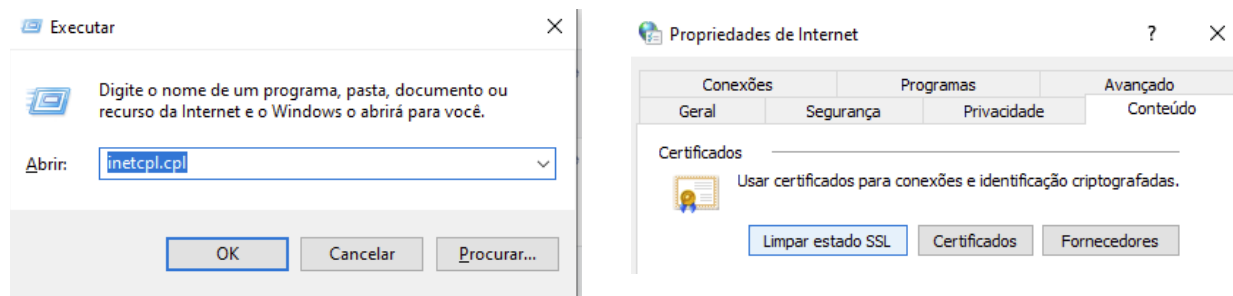 Executar
Digite o nome de um programa, pasta, documento ou
recurso da Internet e o Windows o abrirá para você.
Abrir:
inetcpl.cpl
OK
Cancelar
Procurar...
Propriedades de Internet
?
Conexões
Programas
Avançado
Geral
Segurança
Privacidade
Conteúdo
Certificados
Usar certificados para conexões e identificação criptografadas.
Limpar estado SSL
Certificados
Fornecedores